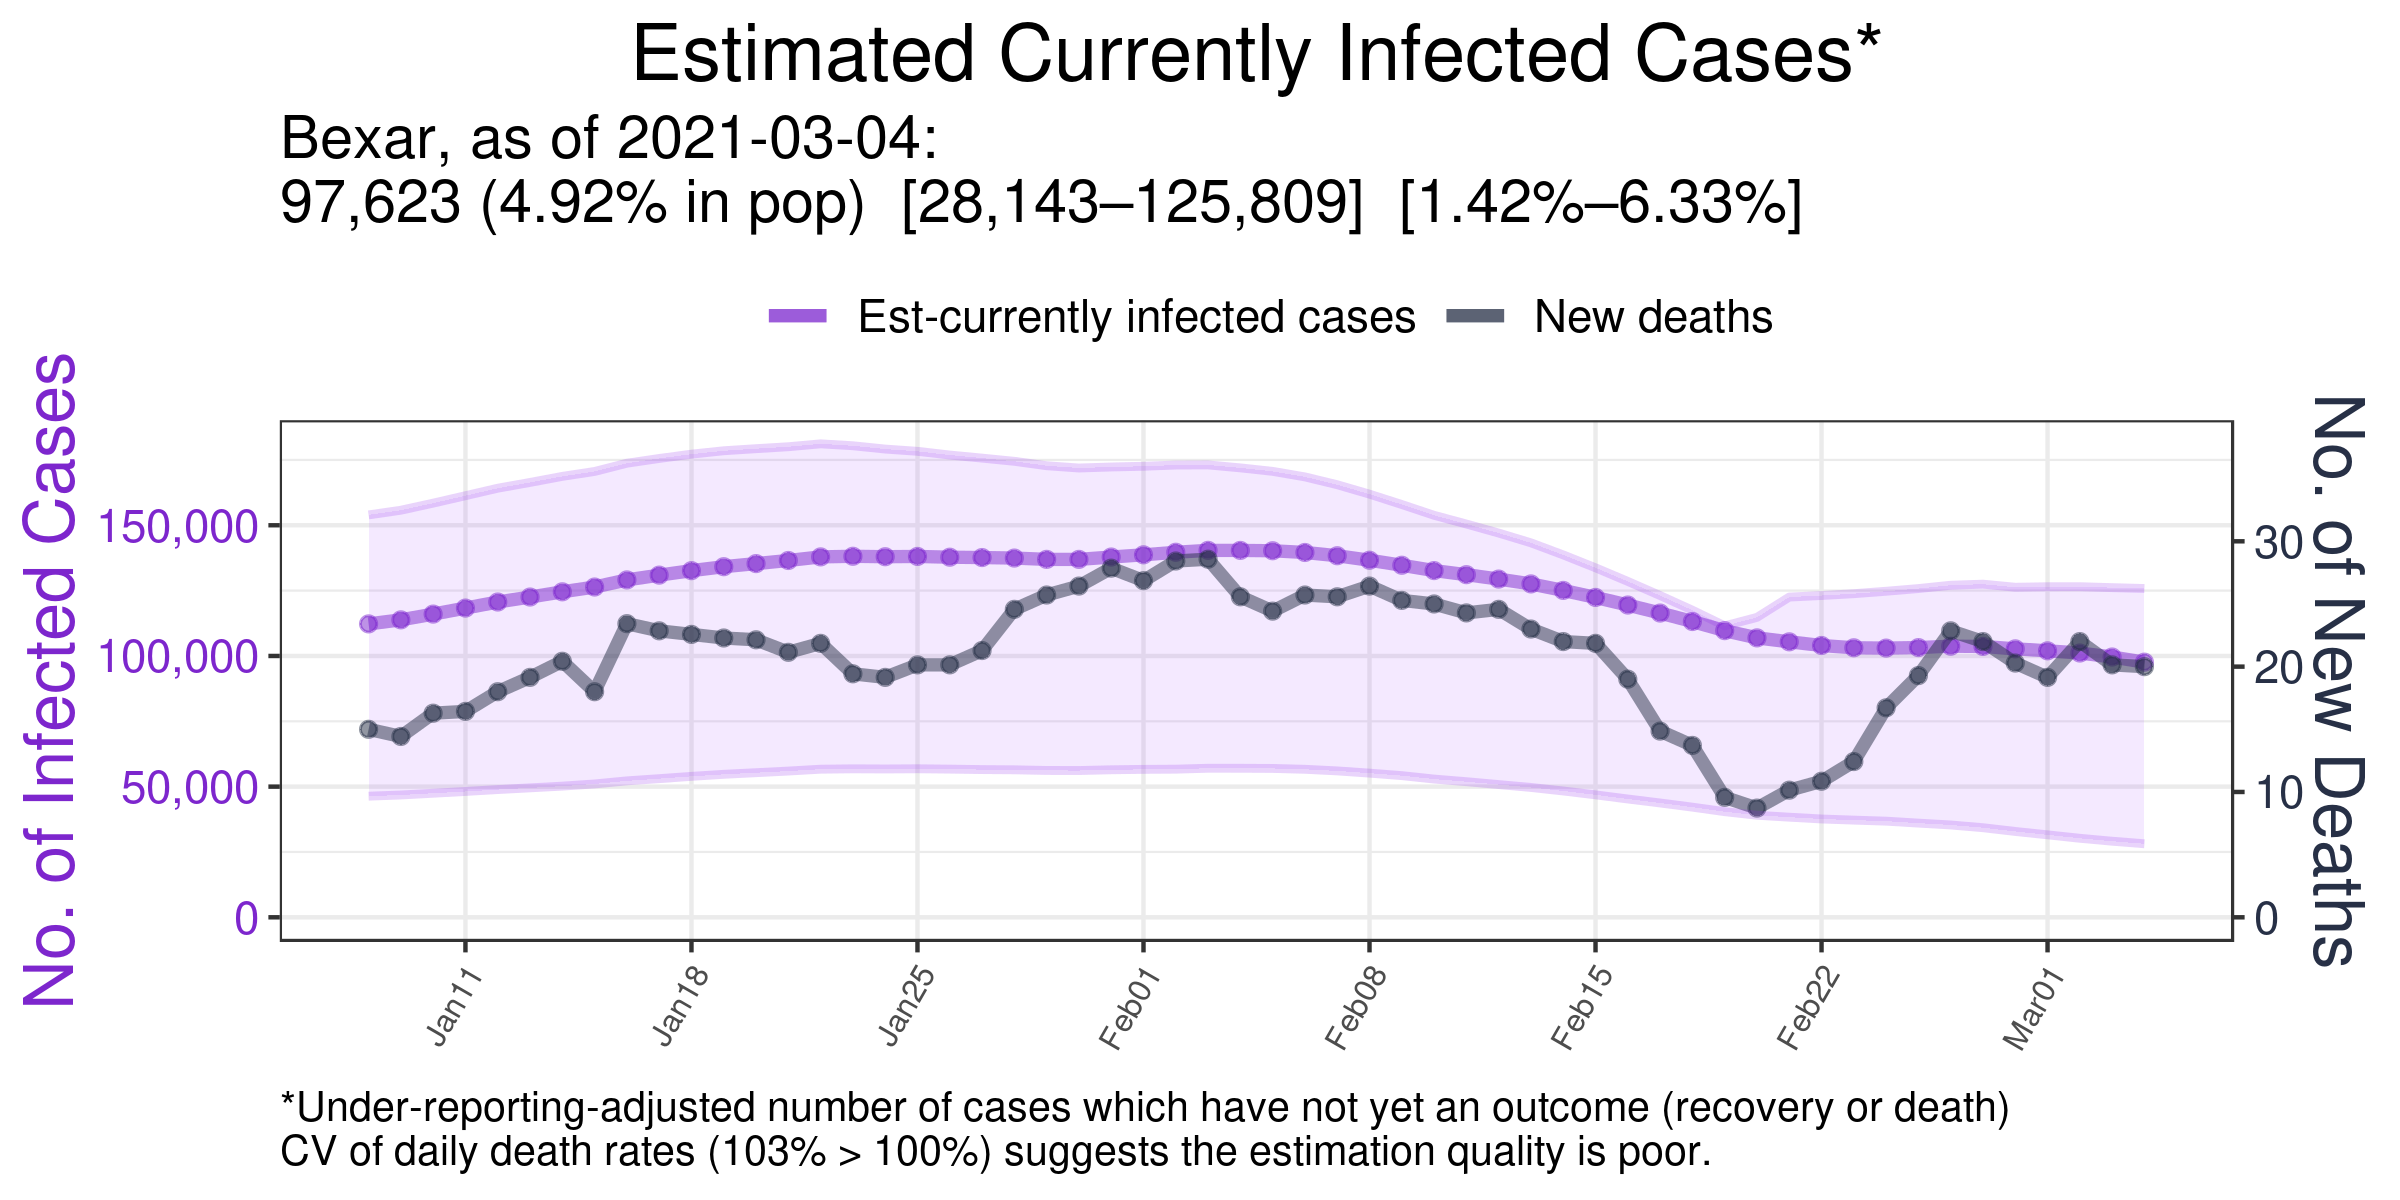 Estimated Currently Infected Cases*
Bexar, as of 2021-03-04:
97,623 (4.92% in pop)  [28,143–125,809]  [1.42%–6.33%]
Est-currently infected cases
New deaths
No. of Infected Cases
150,000
100,000
50,000
0
No. of New Deaths
30
20
10
0
Jan11
Jan18
Jan25
Feb01
Feb08
Feb15
Feb22
Mar01
*Under-reporting-adjusted number of cases which have not yet an outcome (recovery or death)
CV of daily death rates (103% > 100%) suggests the estimation quality is poor.